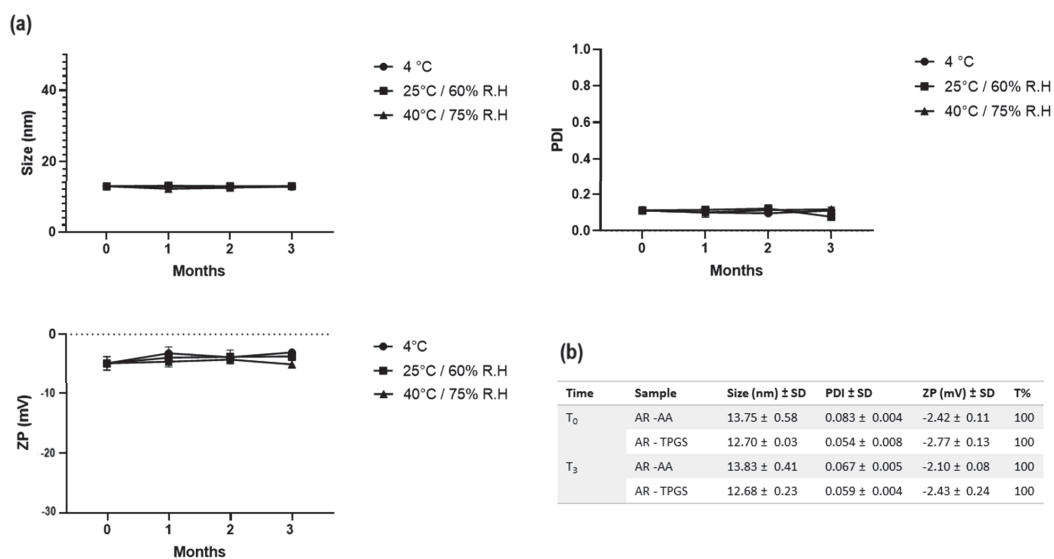 (a)
Size (nm)
40
20
0
0 1 2 3
Months
4 °C
25°C / 60% R.H
40°C / 75% R.H
PDI
1.0
0.8
0.6
0.4
0.2
0.0
0 1 2 3
Months
4 °C
25°C / 60% R.H
40°C / 75% R.H
ZP (mV)
0
-10
-20
-30
0 1 2 3
Months
4°C
25°C / 60% R.H
40°C / 75% R.H
(b)
Time Sample Size (nm) ± SD PDI ± SD ZP (mV) ± SD T%
T0 AR -AA 13.75 ± 0.58 0.083 ± 0.004 -2.42 ± 0.11 100
AR - TPGS 12.70 ± 0.03 0.054 ± 0.008 -2.77 ± 0.13 100
T3 AR -AA 13.83 ± 0.41 0.067 ± 0.005 -2.10 ± 0.08 100
AR - TPGS 12.68 ± 0.23 0.059 ± 0.004 -2.43 ± 0.24 100